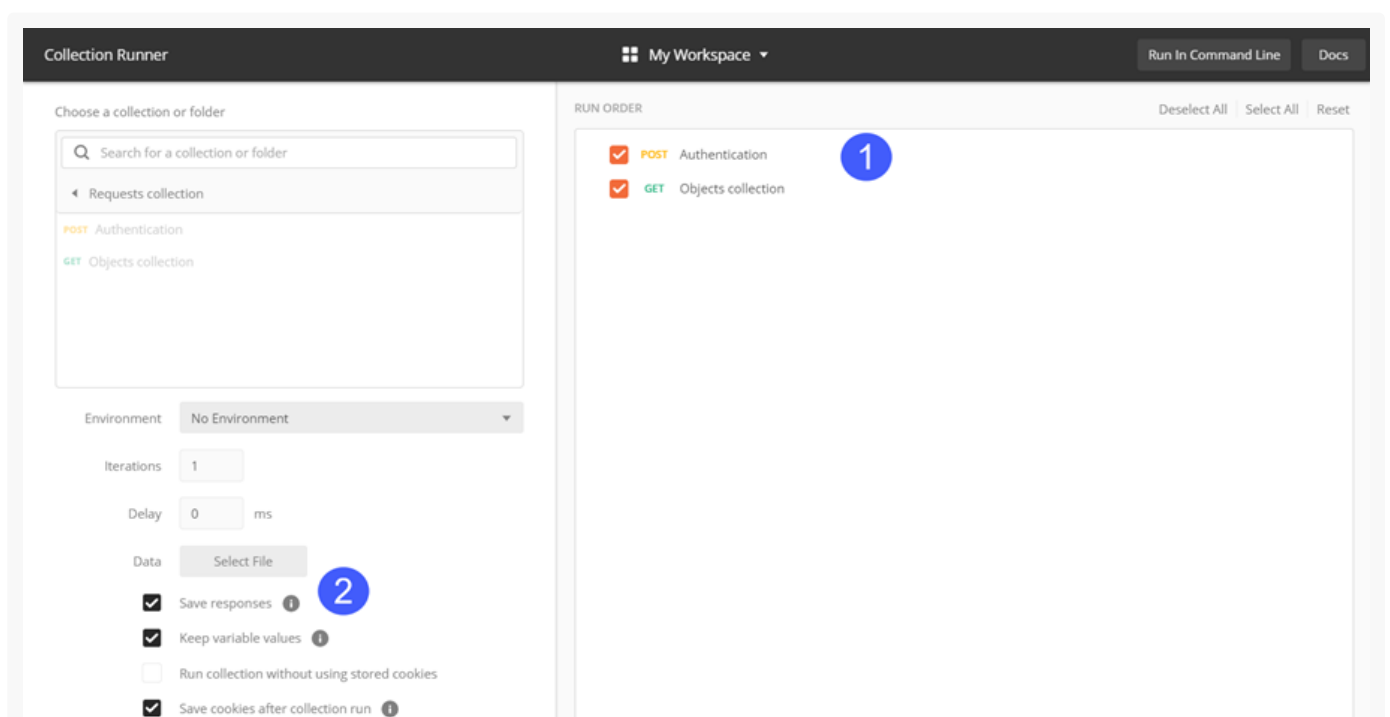 Collection Runner
My Workspace
Run In Command Line
Docs
Choose a collection or folder
Search for a collection or folder
Requests collection
POST Authentication
GET Objects collection
Environment No Environment
Iterations 1
Delay 0 ms
Data Select File
Save responses
2
Keep variable values
Run collection without using stored cookies
Save cookies after collection run
RUN ORDER
Deselect All
Select All
Reset
POST Authentication
1
GET Objects collection